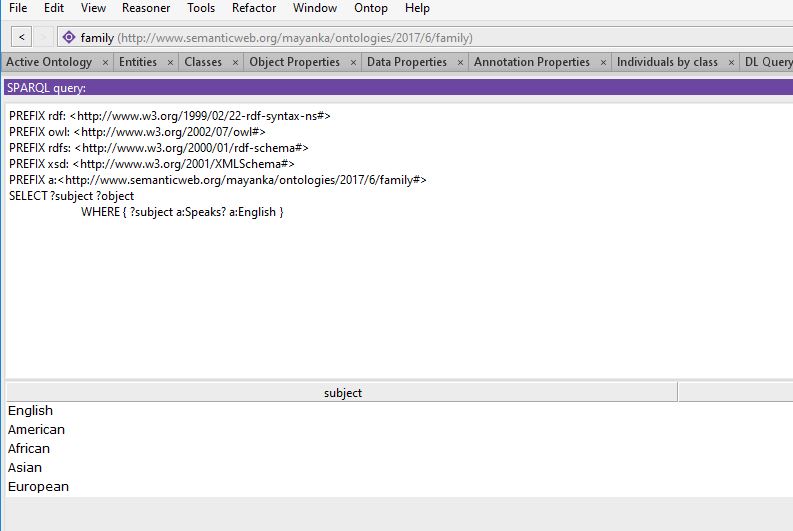 File Edit View Reasoner Tools Refactor Window Ontop Help
< > family (http://www.semanticweb.org/mayanka/ontologies/2017/6/family)
Active Ontology × Entities × Classes × Object Properties × Data Properties × Annotation Properties × Individuals by class × DL Query
SPARQL query:
PREFIX rdf: <http://www.w3.org/1999/02/22-rdf-syntax-ns#>
PREFIX owl: <http://www.w3.org/2002/07/owl#>
PREFIX rdfs: <http://www.w3.org/2000/01/rdf-schema#>
PREFIX xsd: <http://www.w3.org/2001/XMLSchema#>
PREFIX a:<http://www.semanticweb.org/mayanka/ontologies/2017/6/family#>
SELECT ?subject ?object
WHERE { ?subject a:Speaks? a:English }
subject
English
American
African
Asian
European